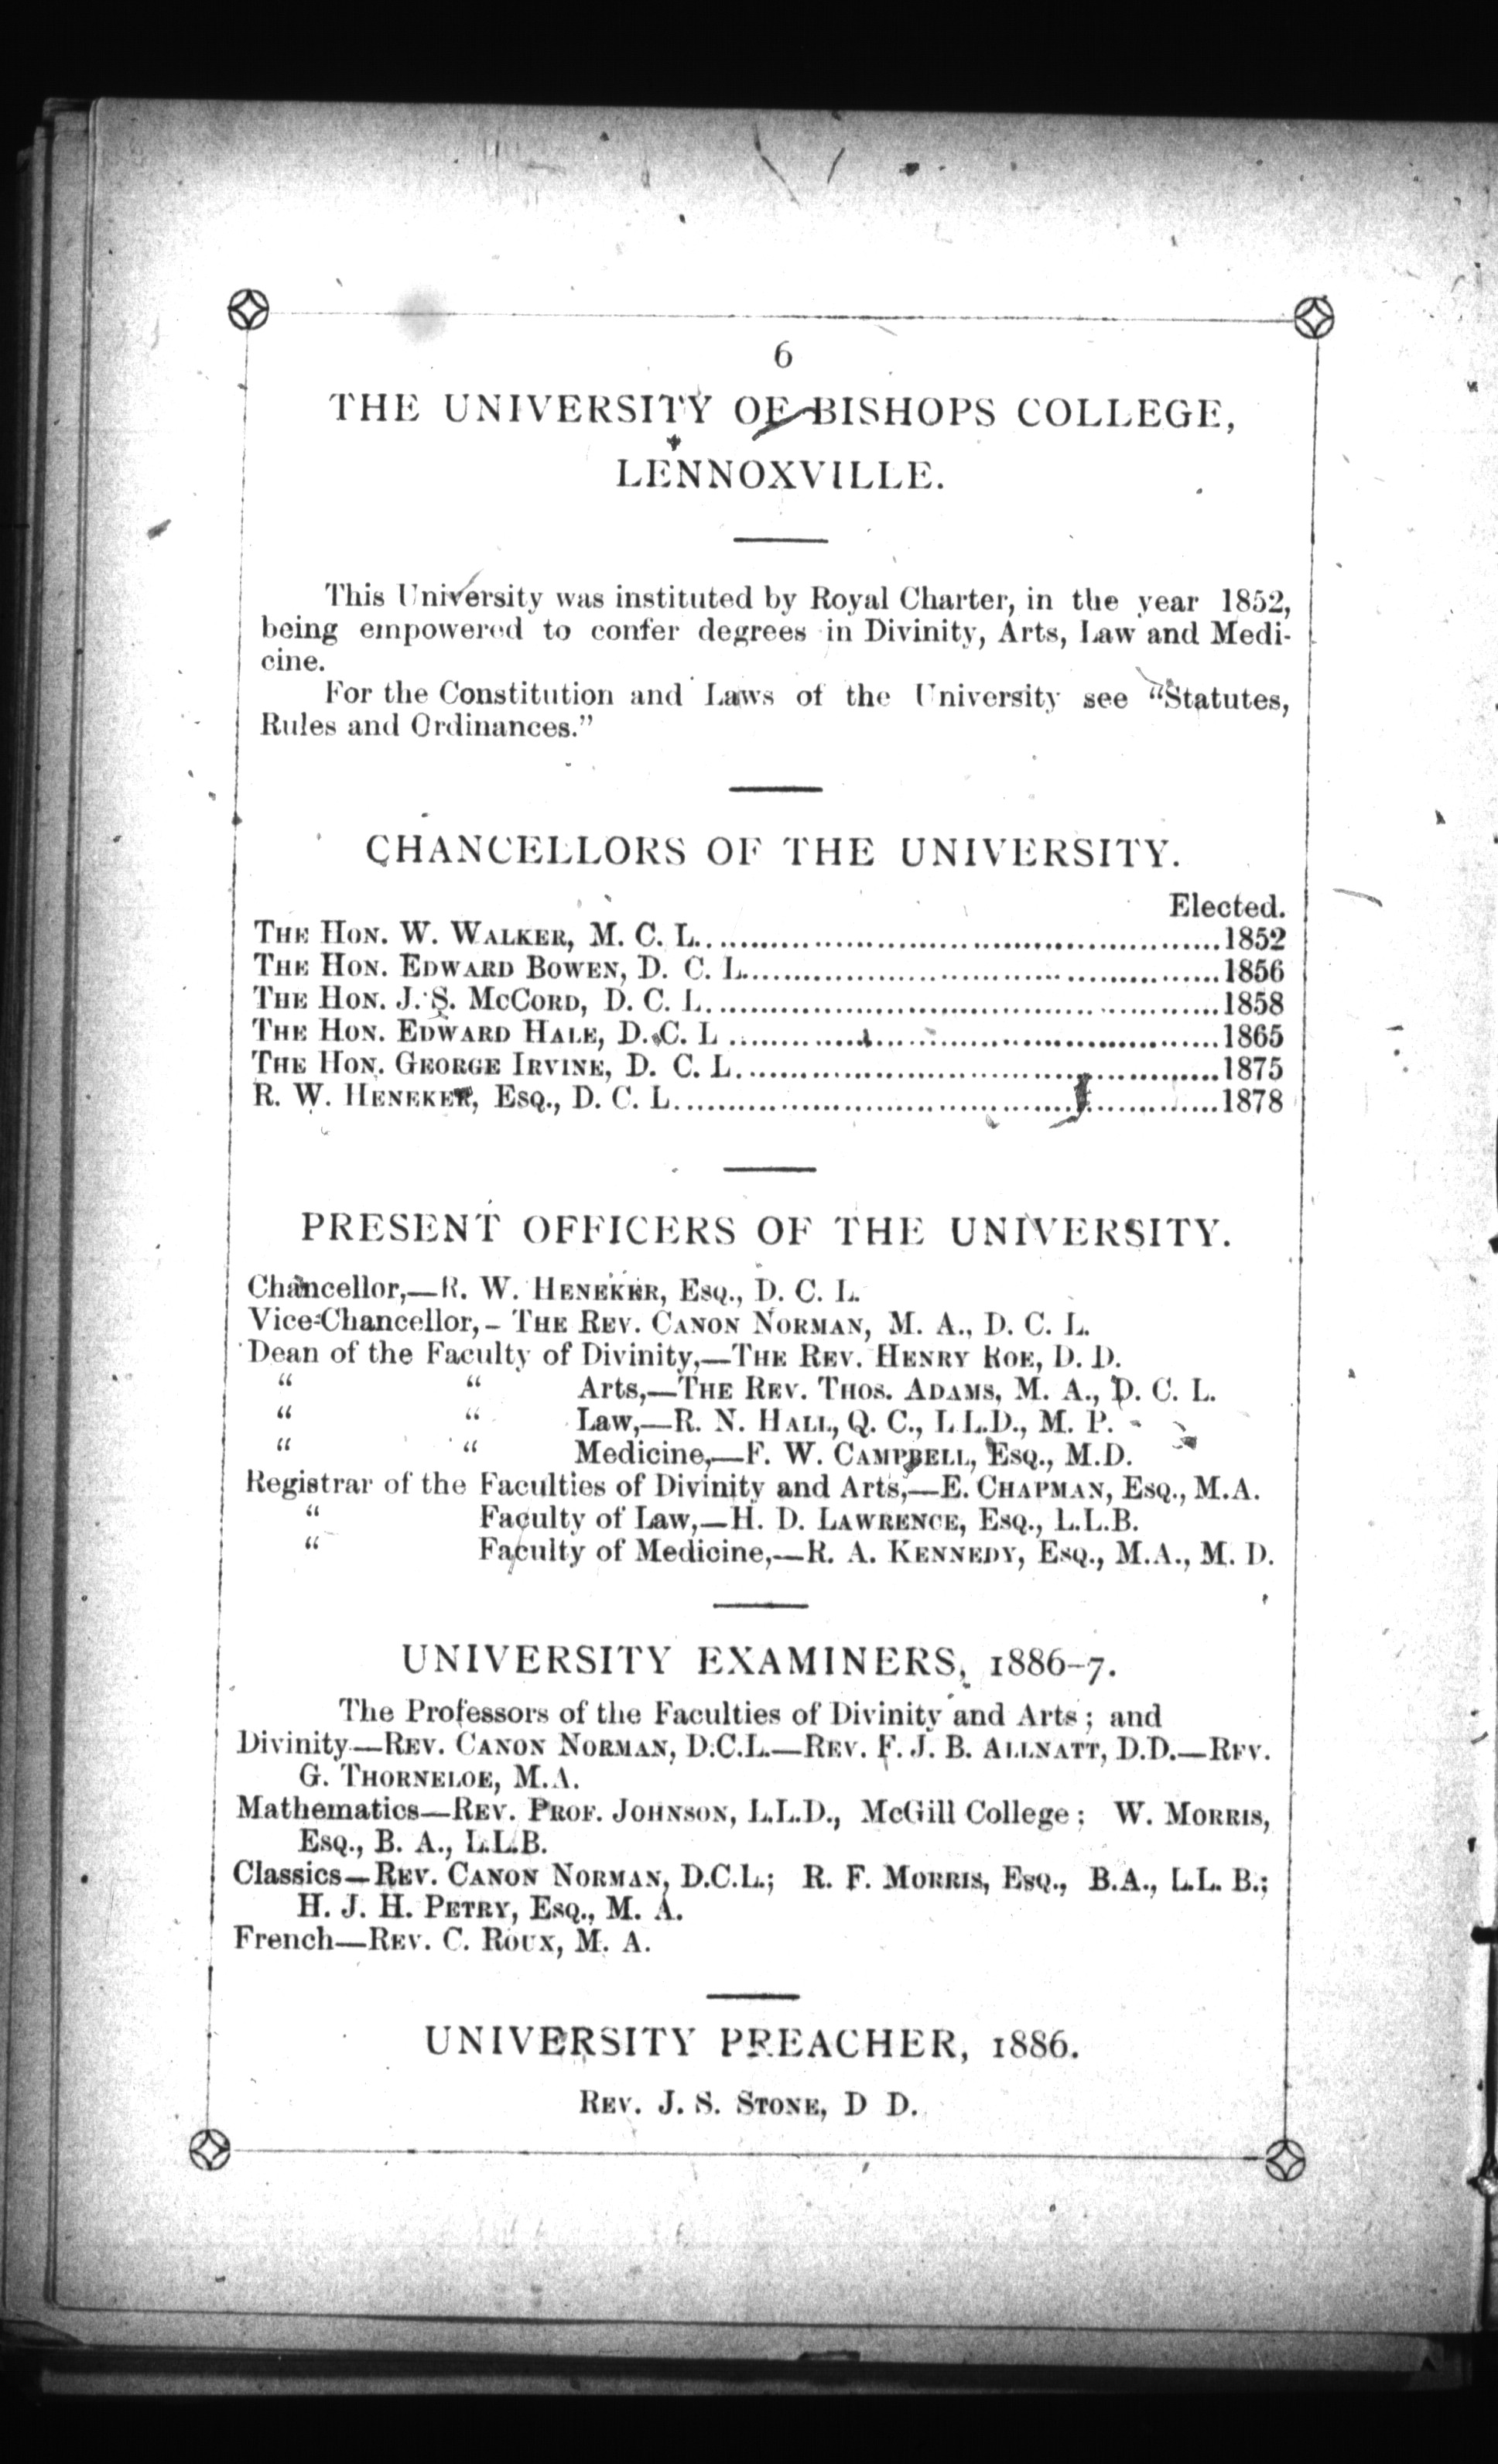 6
THE UNIVERSITY OF BISHOPS COLLEGE,
LENNOXVILLE.
This University was instituted by Royal Charter, in the year 1852,
being empowered to confer degrees in Divinity, Arts, Law and Medi-
cine.
For the Constitution and Laws of the University see "Statutes,
Rules and Ordinances."
CHANCELLORS OF THE UNIVERSITY.
Elected.
THE HON. W. WALKER, M. C. L..........1852
THE HON. EDWARD BOWEN, D. C. L..........1856
THE HON. J. S. MCCORD, D. C. L..........1858
THE HON. EDWARD HALE, D. C. L..........1865
THE HON. GEORGE IRVINE, D. C. L..........1875
R. W. HENEKER, ESQ., D. C. L..........1878
PRESENT OFFICERS OF THE UNIVERSITY.
Chancellor,—R. W. HENEKER, ESQ., D. C. L.
Vice-Chancellor,- THE REV. CANON NORMAN, M. A., D. C. L.
Dean of the Faculty of Divinity,—THE REV. HENRY ROE, D. D.
" " Arts,—THE REV. THOS. ADAMS, M. A., D. C. L.
" " Law,—R. N. HALL, Q. C., L L.D., M. P.
" " Medicine,—F. W. CAMPBELL, ESQ., M.D.
Registrar of the Faculties of Divinity and Arts,—E. CHAPMAN, ESQ., M.A.
" Faculty of Law,—H. D. LAWRENCE, ESQ., L.L.B.
" Faculty of Medicine,—R. A. KENNEDY, ESQ., M.A., M. D.
UNIVERSITY EXAMINERS, 1886-7.
The Professors of the Faculties of Divinity and Arts; and
Divinity—REV. CANON NORMAN, D.C.L.—REV. F. J. B. ALLNATT, D.D.—REV.
G. THORNELOE, M.A.
Mathematics—REV. PROF. JOHNSON, L.L.D., McGill College; W. MORRIS,
ESQ., B. A., L.L.B.
Classics—REV. CANON NORMAN, D.C.L.; R. F. MORRIS, ESQ., B.A., L.L. B.;
H. J. H. PETRY, ESQ., M. A.
French—REV. C. ROUX, M. A.
UNIVERSITY PREACHER, 1886.
REV. J. S. STONE, D D.